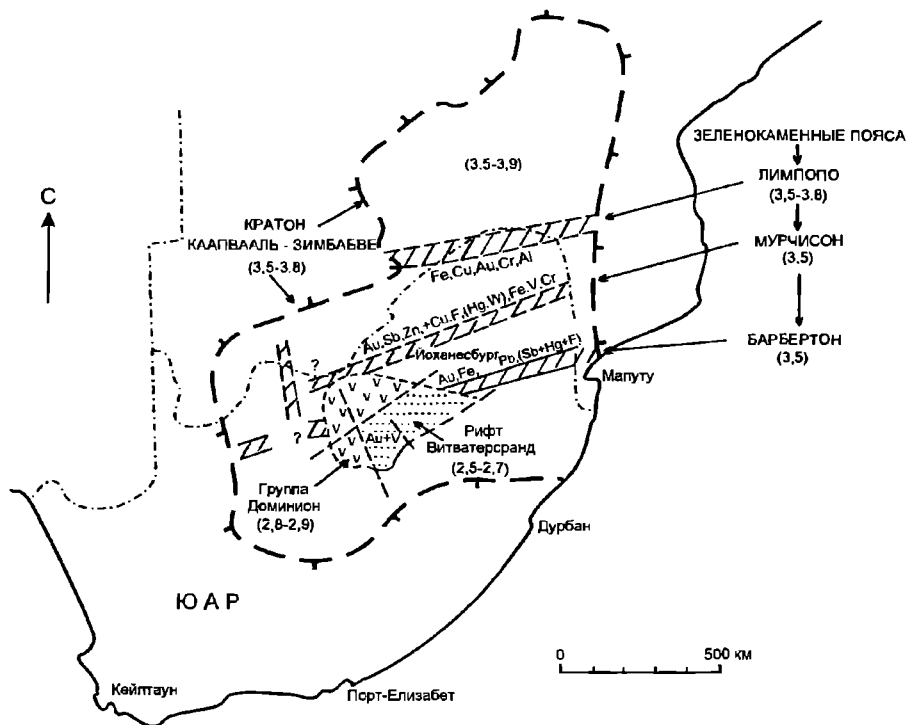 ЗЕЛЕНОКАМЕННЫЕ ПОЯСА
(3.5-3,9)
ЛИМПОПО
(3,5-3.8)
С
КРАТОН
КААПВААЛЬ - ЗИМБАБВЕ
(3,5-3.8)
МУРЧИСОН
(3.5)
Fe,Cu,Au,Cr,Al
Au,Sb,Zn,+Cu.F,(Hg,W),Fe.V,Cr
БАРБЕРТОН
(3,5)
?
Йоханесбург
Pb,(Sb+Hg+F)
Au,Fe,
Мапуту
v v v
v v v
v v
v v
v v
?
Au+V
Рифт
Витватерсранд
(2,5-2,7)
Группа
Доминион
(2,8-2,9)
Дурбан
ЮАР
0 500 км
Кейптаун
Порт-Елизабет